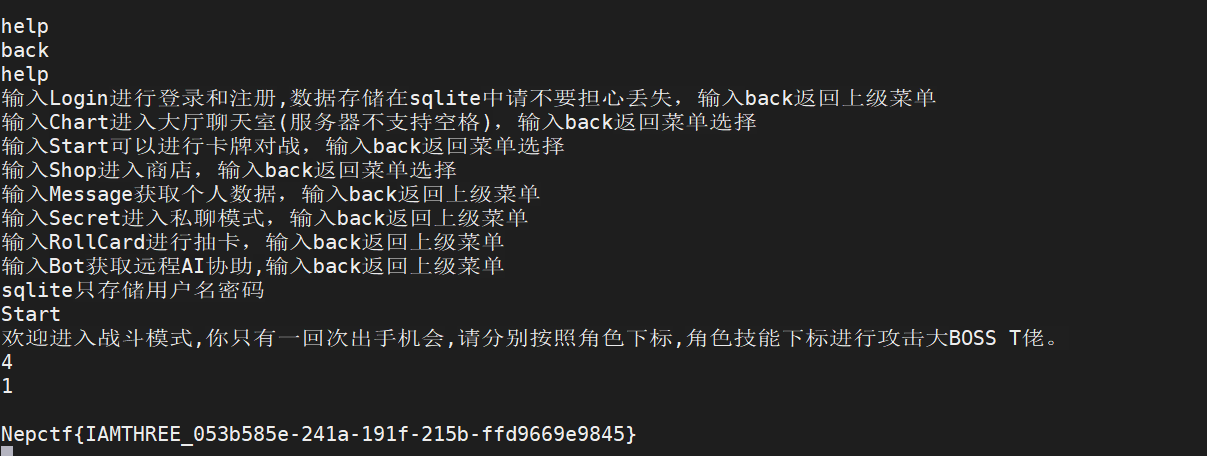 help
back
help
输入Login进行登录和注册,数据存储在sqlite中请不要担心丢失，输入back返回上级菜单
输入Chart进入大厅聊天室(服务器不支持空格)，输入back返回菜单选择
输入Start可以进行卡牌对战，输入back返回菜单选择
输入Shop进入商店，输入back返回菜单选择
输入Message获取个人数据，输入back返回上级菜单
输入Secret进入私聊模式，输入back返回上级菜单
输入RollCard进行抽卡，输入back返回上级菜单
输入Bot获取远程AI协助,输入back返回上级菜单
sqlite只存储用户名密码
Start
欢迎进入战斗模式,你只有一回次出手机会,请分别按照角色下标,角色技能下标进行攻击大BOSS T佬。
4
1
Nepctf{IAMTHREE_053b585e-241a-191f-215b-ffd9669e9845}